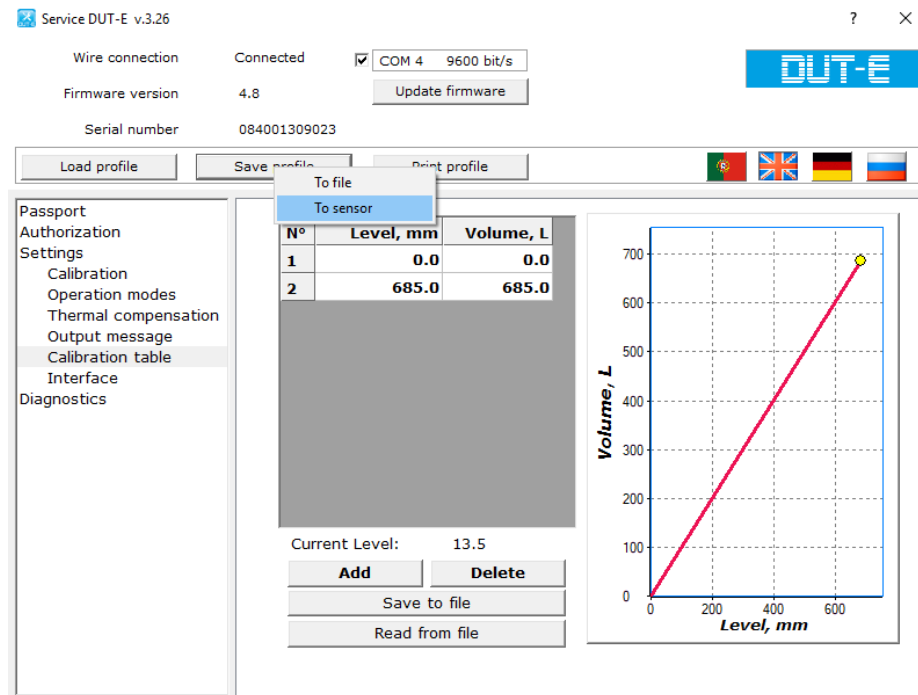 Service DUT-E v.3.26 ?
Wire connection Connected COM 4 9600 bit/s
DUT-E
Firmware version 4.8 Update firmware
Serial number 084001309023
Load profile Save profile Print profile
To file
To sensor
Passport
Authorization
Settings
Calibration
Operation modes
Thermal compensation
Output message
Calibration table
Interface
Diagnostics
Nº Level, mm Volume, L
1 0.0 0.0
2 685.0 685.0
Current Level: 13.5
Add Delete
Save to file
Read from file
Volume, L
700
600
500
400
300
200
100
0
0 200 400 600
Level, mm